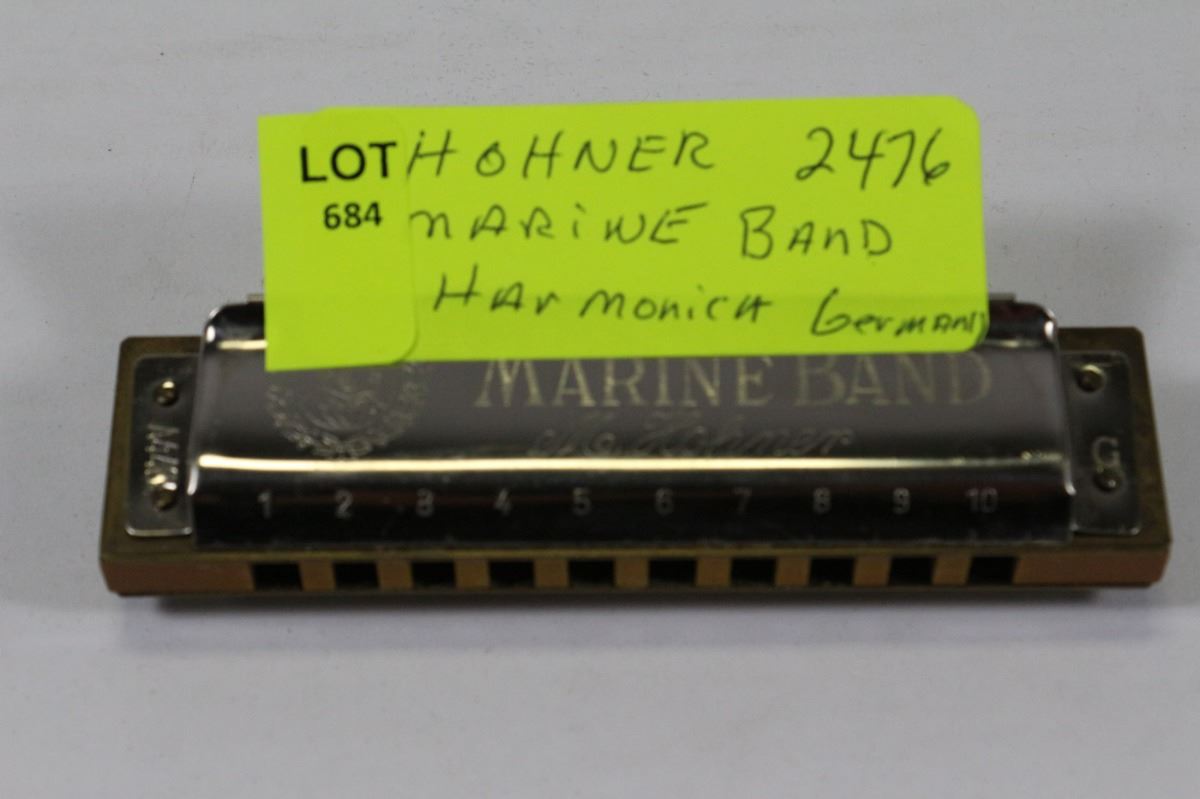 LOT HOHNER 2476
684 MARINE BAND
HARMONICA Germany
MARINE BAND
M. Hohner
1 2 3 4 5 6 7 8 9 10
G